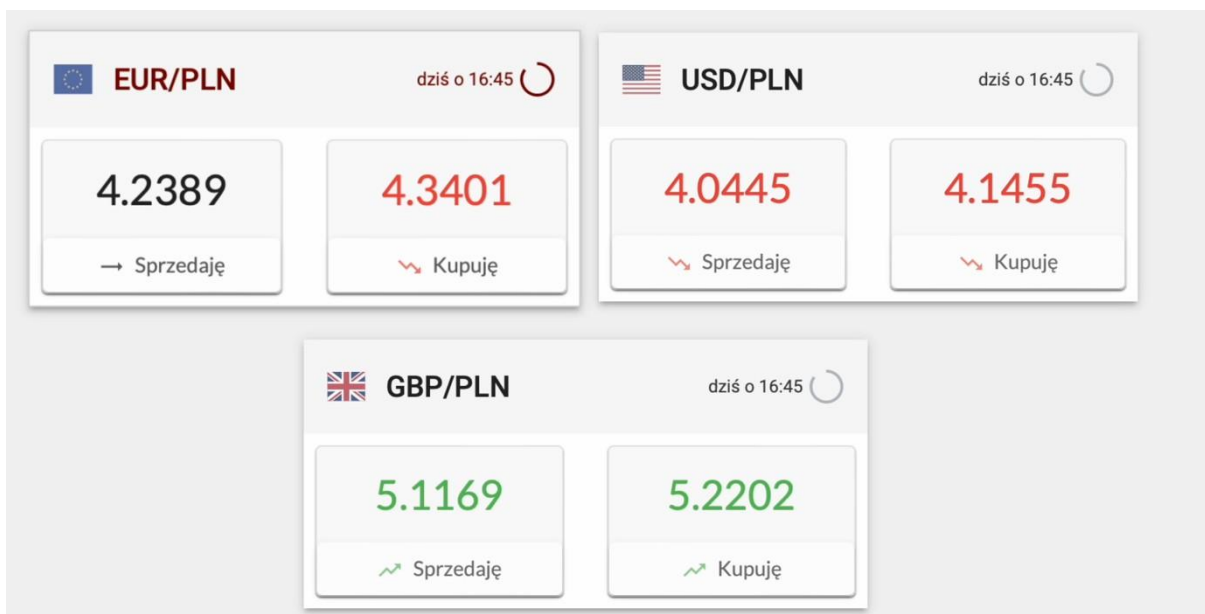 EUR/PLN dziś o 16:45
4.2389 4.3401
Sprzedaję Kupuję
USD/PLN dziś o 16:45
4.0445 4.1455
Sprzedaję Kupuję
GBP/PLN dziś o 16:45
5.1169 5.2202
Sprzedaję Kupuję